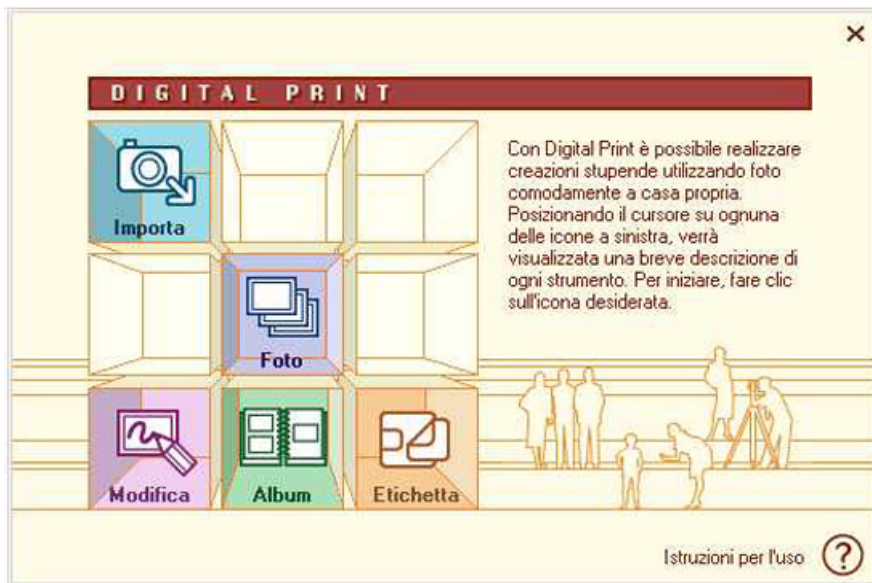 DIGITAL PRINT
Importa
Con Digital Print è possibile realizzare
creazioni stupende utilizzando foto
comodamente a casa propria.
Posizionando il cursore su ognuna
delle icone a sinistra, verrà
visualizzata una breve descrizione di
ogni strumento. Per iniziare, fare clic
sull'icona desiderata.
Foto
Modifica
Album
Etichetta
Istruzioni per l'uso ?